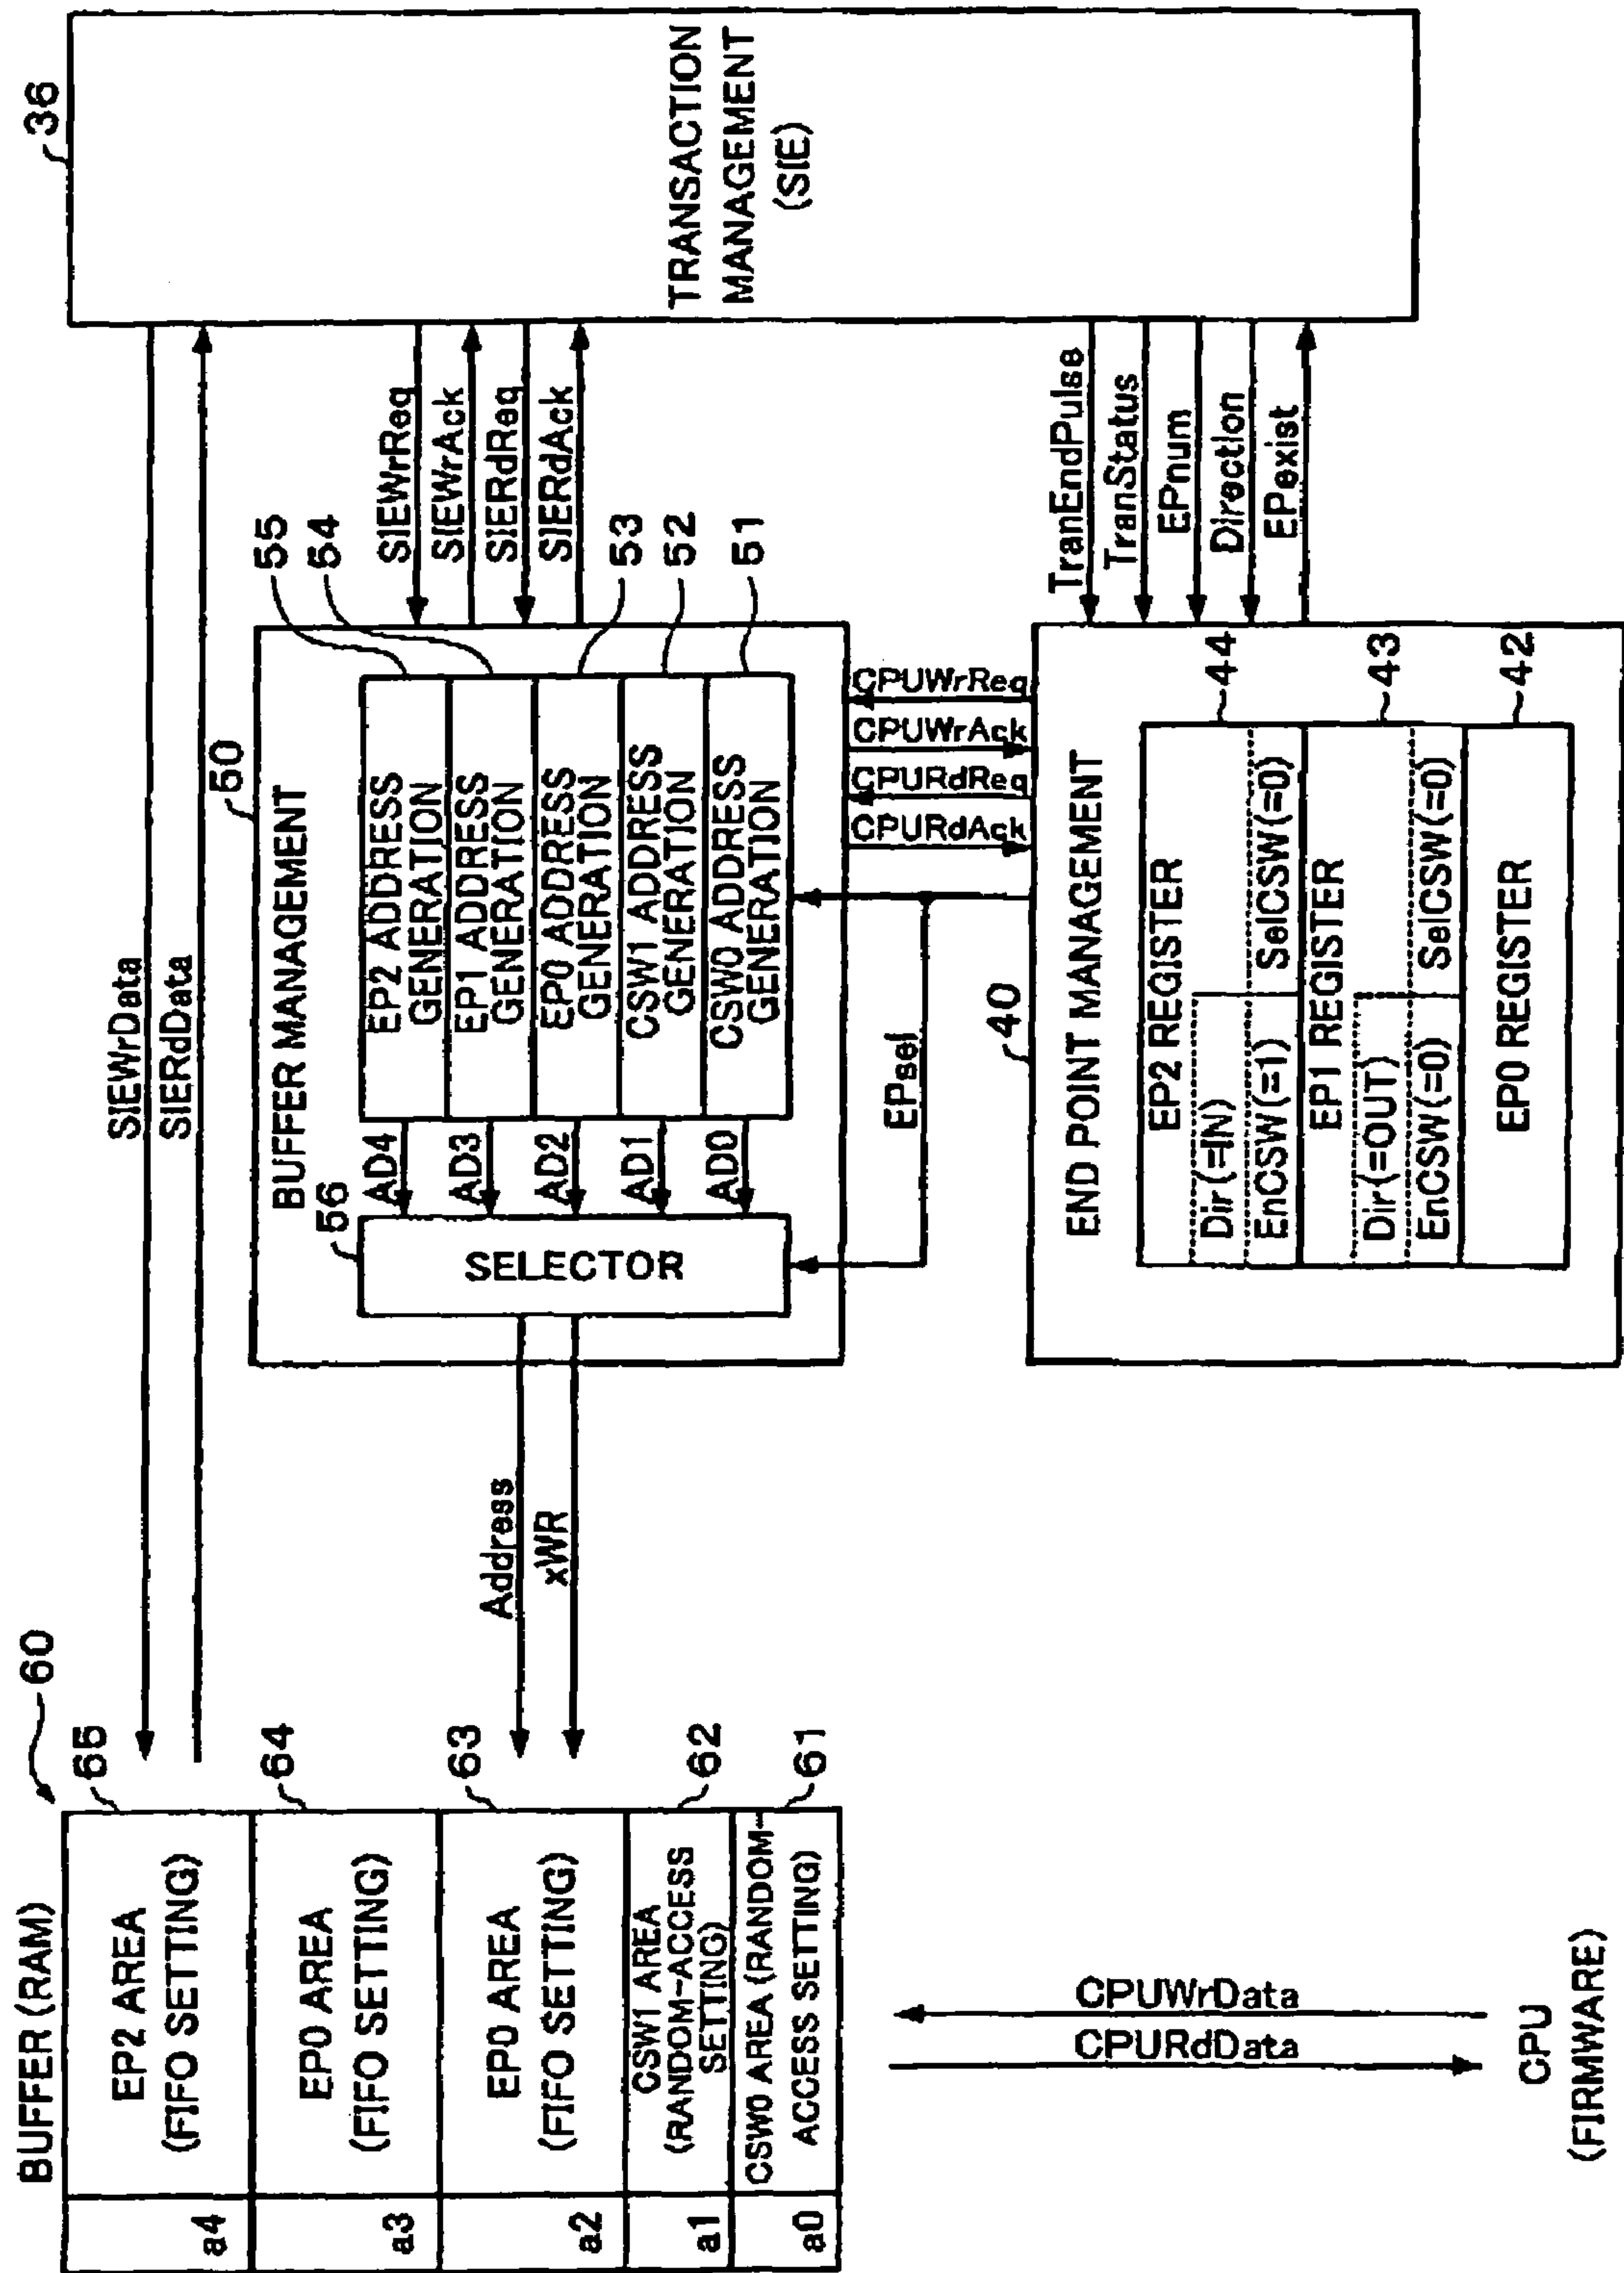 BUFFER (RAM)
60
EP2 AREA
(FIFO SETTING)
65
a4
EP0 AREA
(FIFO SETTING)
64
a3
EP0 AREA
(FIFO SETTING)
63
a2
CSW1 AREA
(RANDOM-ACCESS
SETTING)
62
a1
CSW0 AREA (RANDOM-
ACCESS SETTING)
61
a0
SIEWrData
SIERdData
Address
xWR
CPUWrData
CPURdData
CPU
(FIRMWARE)
50
BUFFER MANAGEMENT
56
SELECTOR
AD4
AD3
AD2
AD1
AD0
EP2 ADDRESS
GENERATION
EP1 ADDRESS
GENERATION
EP0 ADDRESS
GENERATION
CSW1 ADDRESS
GENERATION
CSW0 ADDRESS
GENERATION
55
54
53
52
51
SIEWrReq
SIEWrAck
SIERdReq
SIERdAck
CPUWrReq
CPUWrAck
CPURdReq
CPURdAck
EPsel
40
END POINT MANAGEMENT
EP2 REGISTER
Dir(=IN)
EnCSW(=1)
SelCSW(=0)
44
EP1 REGISTER
Dir(=OUT)
EnCSW(=0)
SelCSW(=0)
43
EP0 REGISTER
42
TranEndPulse
TranStatus
EPnum
Direction
EPexist
36
TRANSACTION
MANAGEMENT
(SIE)